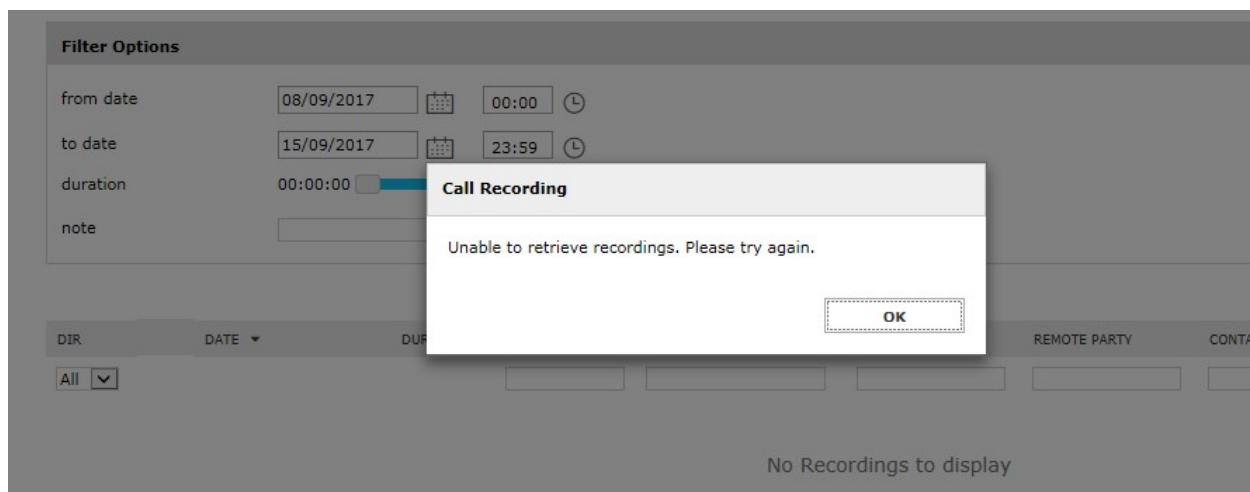 Filter Options
from date 08/09/2017 00:00
to date 15/09/2017 23:59
duration 00:00:00
note
Call Recording
Unable to retrieve recordings. Please try again.
OK
DIR DATE DUR REMOTE PARTY CONTA
All
No Recordings to display